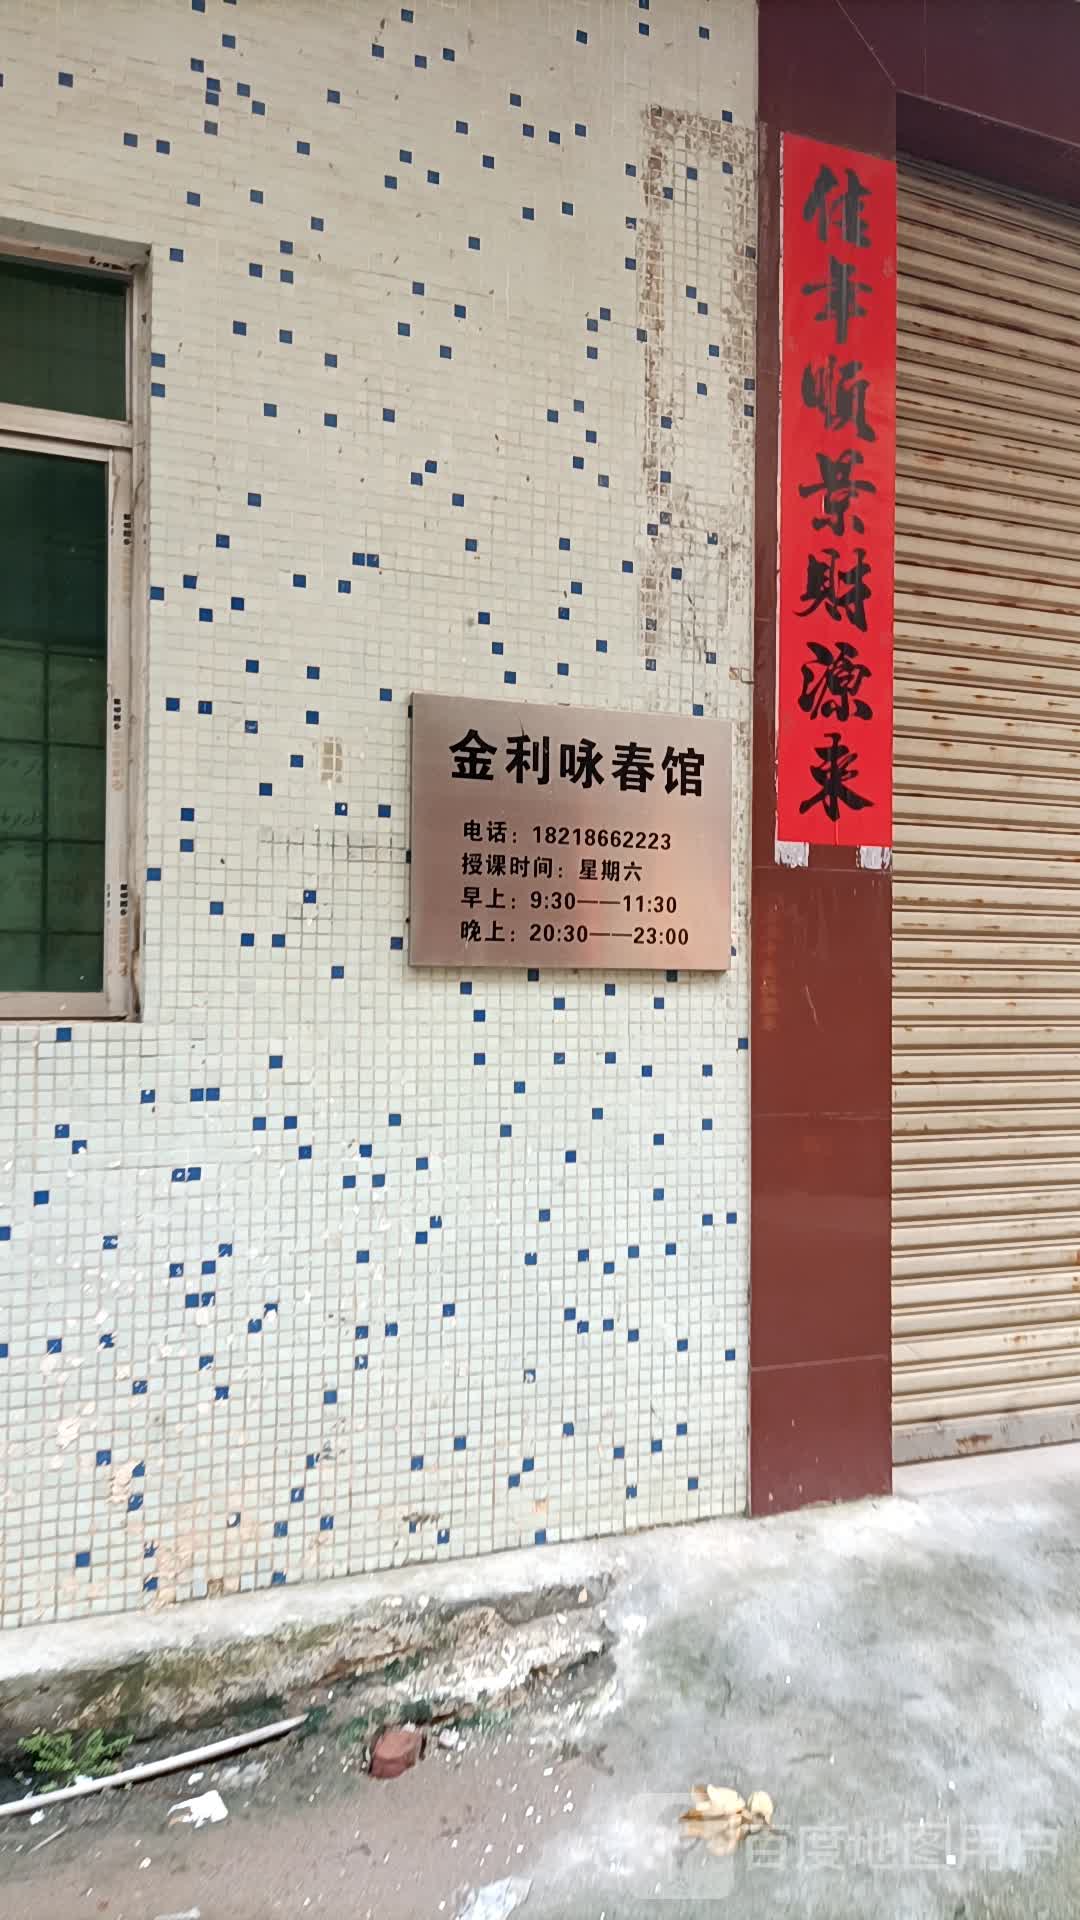 金利咏春馆
电话：18218662223
授课时间：星期六
早上：9:30——11:30
晚上：20:30——23:00
佳年顺景财源来
百度地图用户